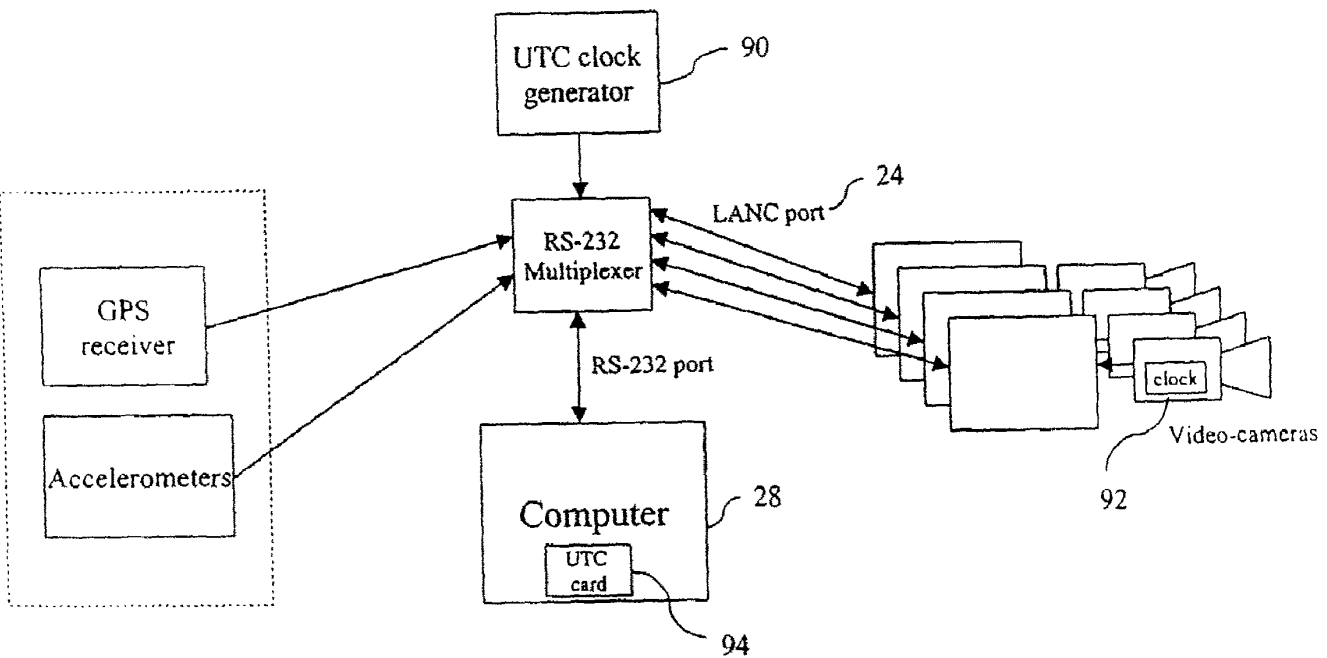 UTC clock
generator
90
24
LANC port
RS-232
Multiplexer
GPS
receiver
RS-232 port
clock
Video-cameras
Accelerometers
92
28
Computer
UTC
card
94